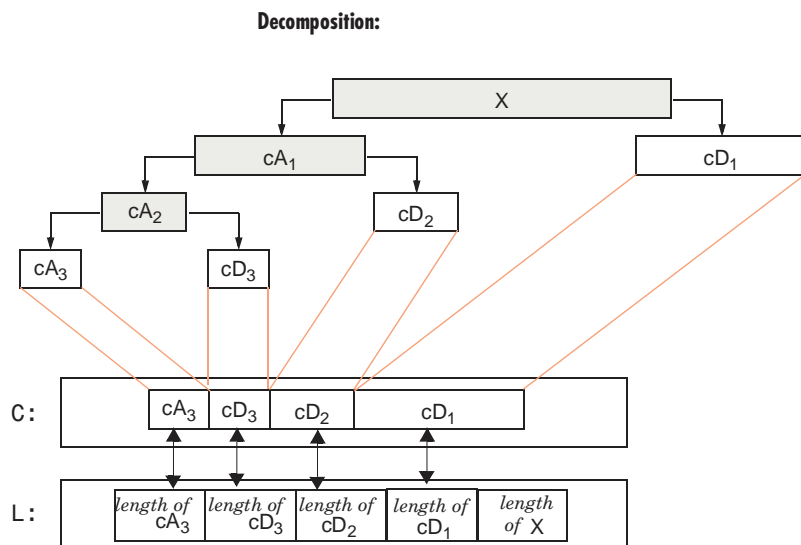 Decomposition:
X
cA1
cD1
cA2
cD2
cA3
cD3
C:
cA3 cD3 cD2 cD1
L:
length of cA3
length of cD3
length of cD2
length of cD1
length of X